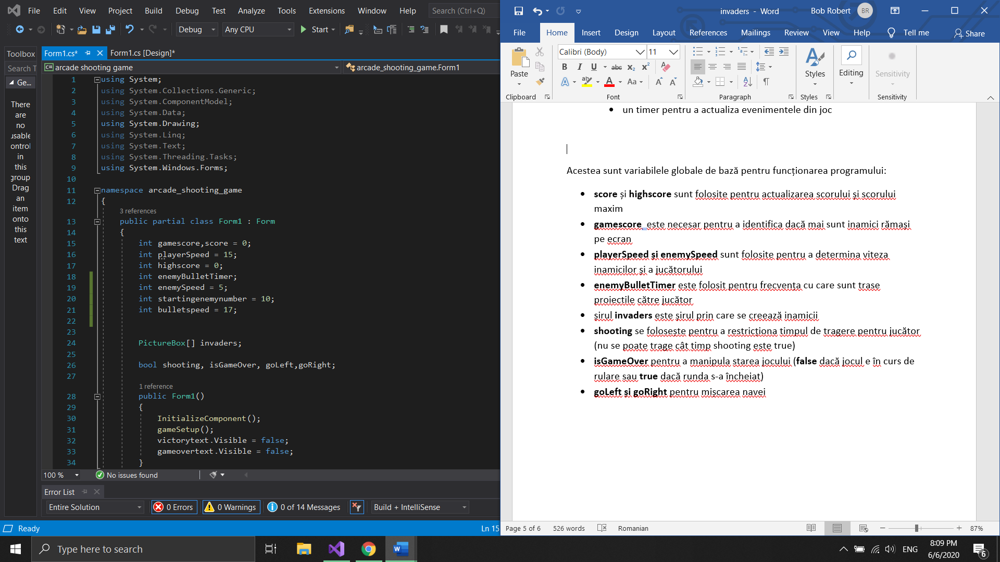 File Edit View Project Build Debug Test Analyze Tools Extensions Window Help Search (Ctrl+Q)
Debug Any CPU Start
Toolbox Form1.cs* Form1.cs [Design]*
Search T arcade shooting game arcade_shooting_game.Form1
Ge...
There
are
no
usable
ontrol
in
this
group
Drag
an
item
onto
this
text
1 using System;
2 using System.Collections.Generic;
3 using System.ComponentModel;
4 using System.Data;
5 using System.Drawing;
6 using System.Linq;
7 using System.Text;
8 using System.Threading.Tasks;
9 using System.Windows.Forms;
10
11 namespace arcade_shooting_game
12 {
3 references
13 public partial class Form1 : Form
14 {
15 int gamescore,score = 0;
16 int playerSpeed = 15;
17 int highscore = 0;
18 int enemyBulletTimer;
19 int enemySpeed = 5;
20 int startingenemynumber = 10;
21 int bulletspeed = 17;
22
23
24 PictureBox[] invaders;
25
26 bool shooting, isGameOver, goLeft,goRight;
27
1 reference
28 public Form1()
29 {
30 InitializeComponent();
31 gameSetup();
32 victorytext.Visible = false;
33 gameovertext.Visible = false;
34 }
100 % No issues found
Error List
Entire Solution 0 Errors 0 Warnings 0 of 14 Messages Build + IntelliSense
Ready Ln 15
invaders - Word Bob Robert BR
File Home Insert Design Layout References Mailings Review View Help Tell me Share
Calibri (Body) 11
Paste Styles Editing Sensitivity
Clipboard Font Paragraph Styles Sensitivity
• un timer pentru a actualiza evenimentele din joc
Acestea sunt variabilele globale de bază pentru funcționarea programului:
• score și highscore sunt folosite pentru actualizarea scorului și scorului
maxim
• gamescore este necesar pentru a identifica dacă mai sunt inamici rămași
pe ecran
• playerSpeed și enemySpeed sunt folosite pentru a determina viteza
inamicilor și a jucătorului
• enemyBulletTimer este folosit pentru frecvența cu care sunt trase
proiectile către jucător
• șirul invaders este șirul prin care se creează inamicii
• shooting se folosește pentru a restricționa timpul de tragere pentru jucător
(nu se poate trage cât timp shooting este true)
• isGameOver pentru a manipula starea jocului (false dacă jocul e în curs de
rulare sau true dacă runda s-a încheiat)
• goLeft și goRight pentru mișcarea navei
Page 5 of 6 526 words Romanian 87%
Type here to search ENG 8:09 PM
6/6/2020 6